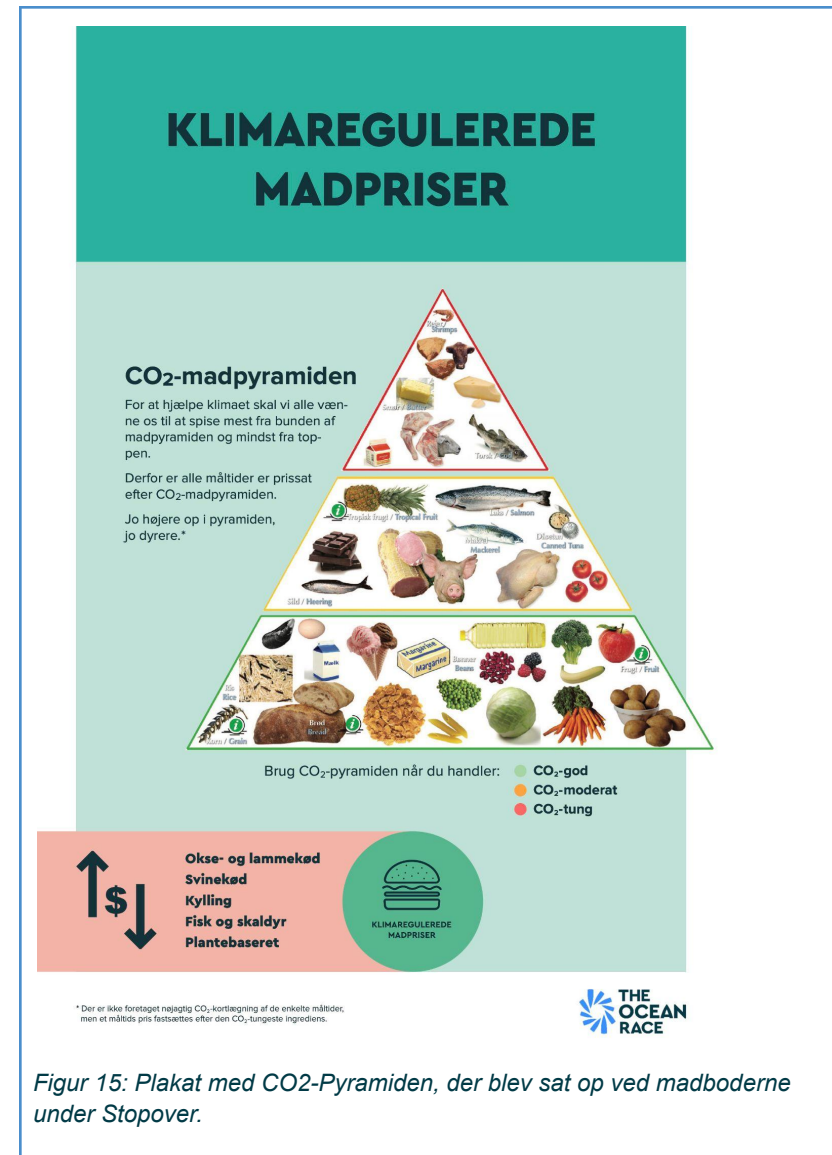 KLIMAREGULEREDE
MADPRISER
CO2-madpyramiden
For at hjælpe klimaet skal vi alle væn-
ne os til at spise mest fra bunden af
madpyramiden og mindst fra top-
pen.
Derfor er alle måltider er prissat
efter CO₂-madpyramiden.
Jo højere op i pyramiden,
jo dyrere.*
Rejer /
Shrimps
Smør / Butter
Torsk / Cod
Tropisk frugt / Tropical Fruit
Laks / Salmon
Makrel
Mackerel
Dåsetun
Canned Tuna
Sild / Heering
Mælk
Margarine
Margarine
Bønner
Beans
Frugt / Fruit
Ris
Rice
Brød
Bread
Korn / Grain
Brug CO₂-pyramiden når du handler:
CO₂-god
CO₂-moderat
CO₂-tung
$
Okse- og lammekød
Svinekød
Kylling
Fisk og skaldyr
Plantebaseret
KLIMAREGULEREDE
MADPRISER
* Der er ikke foretaget nøjagtig CO₂-kortlægning af de enkelte måltider,
men et måltids pris fastsættes efter den CO₂-tungeste ingrediens.
THE
OCEAN
RACE
Figur 15: Plakat med CO2-Pyramiden, der blev sat op ved madboderne
under Stopover.